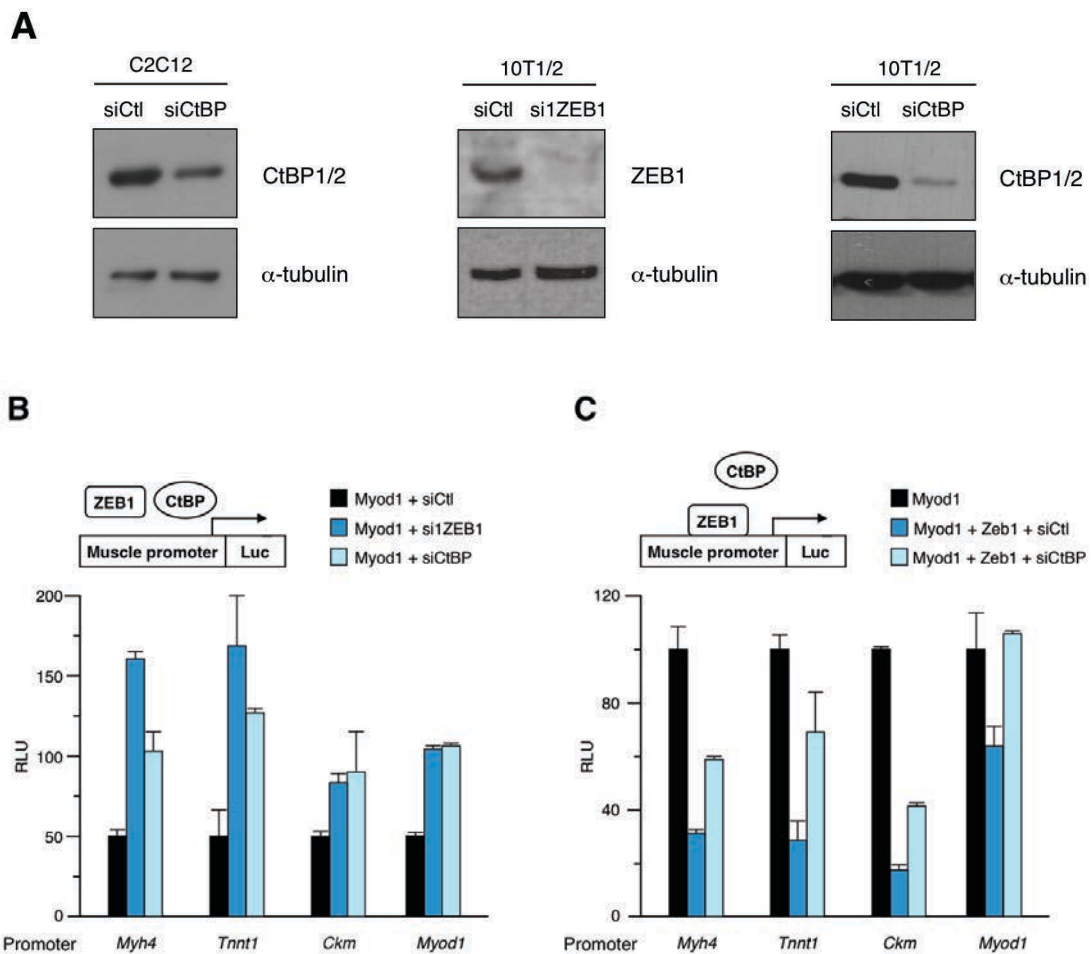 A
C2C12
siCtl siCtBP
CtBP1/2
α-tubulin
10T1/2
siCtl si1ZEB1
ZEB1
α-tubulin
10T1/2
siCtl siCtBP
CtBP1/2
α-tubulin
B
ZEB1 CtBP
Muscle promoter Luc
Myod1 + siCtl
Myod1 + si1ZEB1
Myod1 + siCtBP
RLU
200
150
100
50
0
Promoter Myh4 Tnnt1 Ckm Myod1
C
CtBP
ZEB1
Muscle promoter Luc
Myod1
Myod1 + Zeb1 + siCtl
Myod1 + Zeb1 + siCtBP
RLU
120
80
40
0
Promoter Myh4 Tnnt1 Ckm Myod1